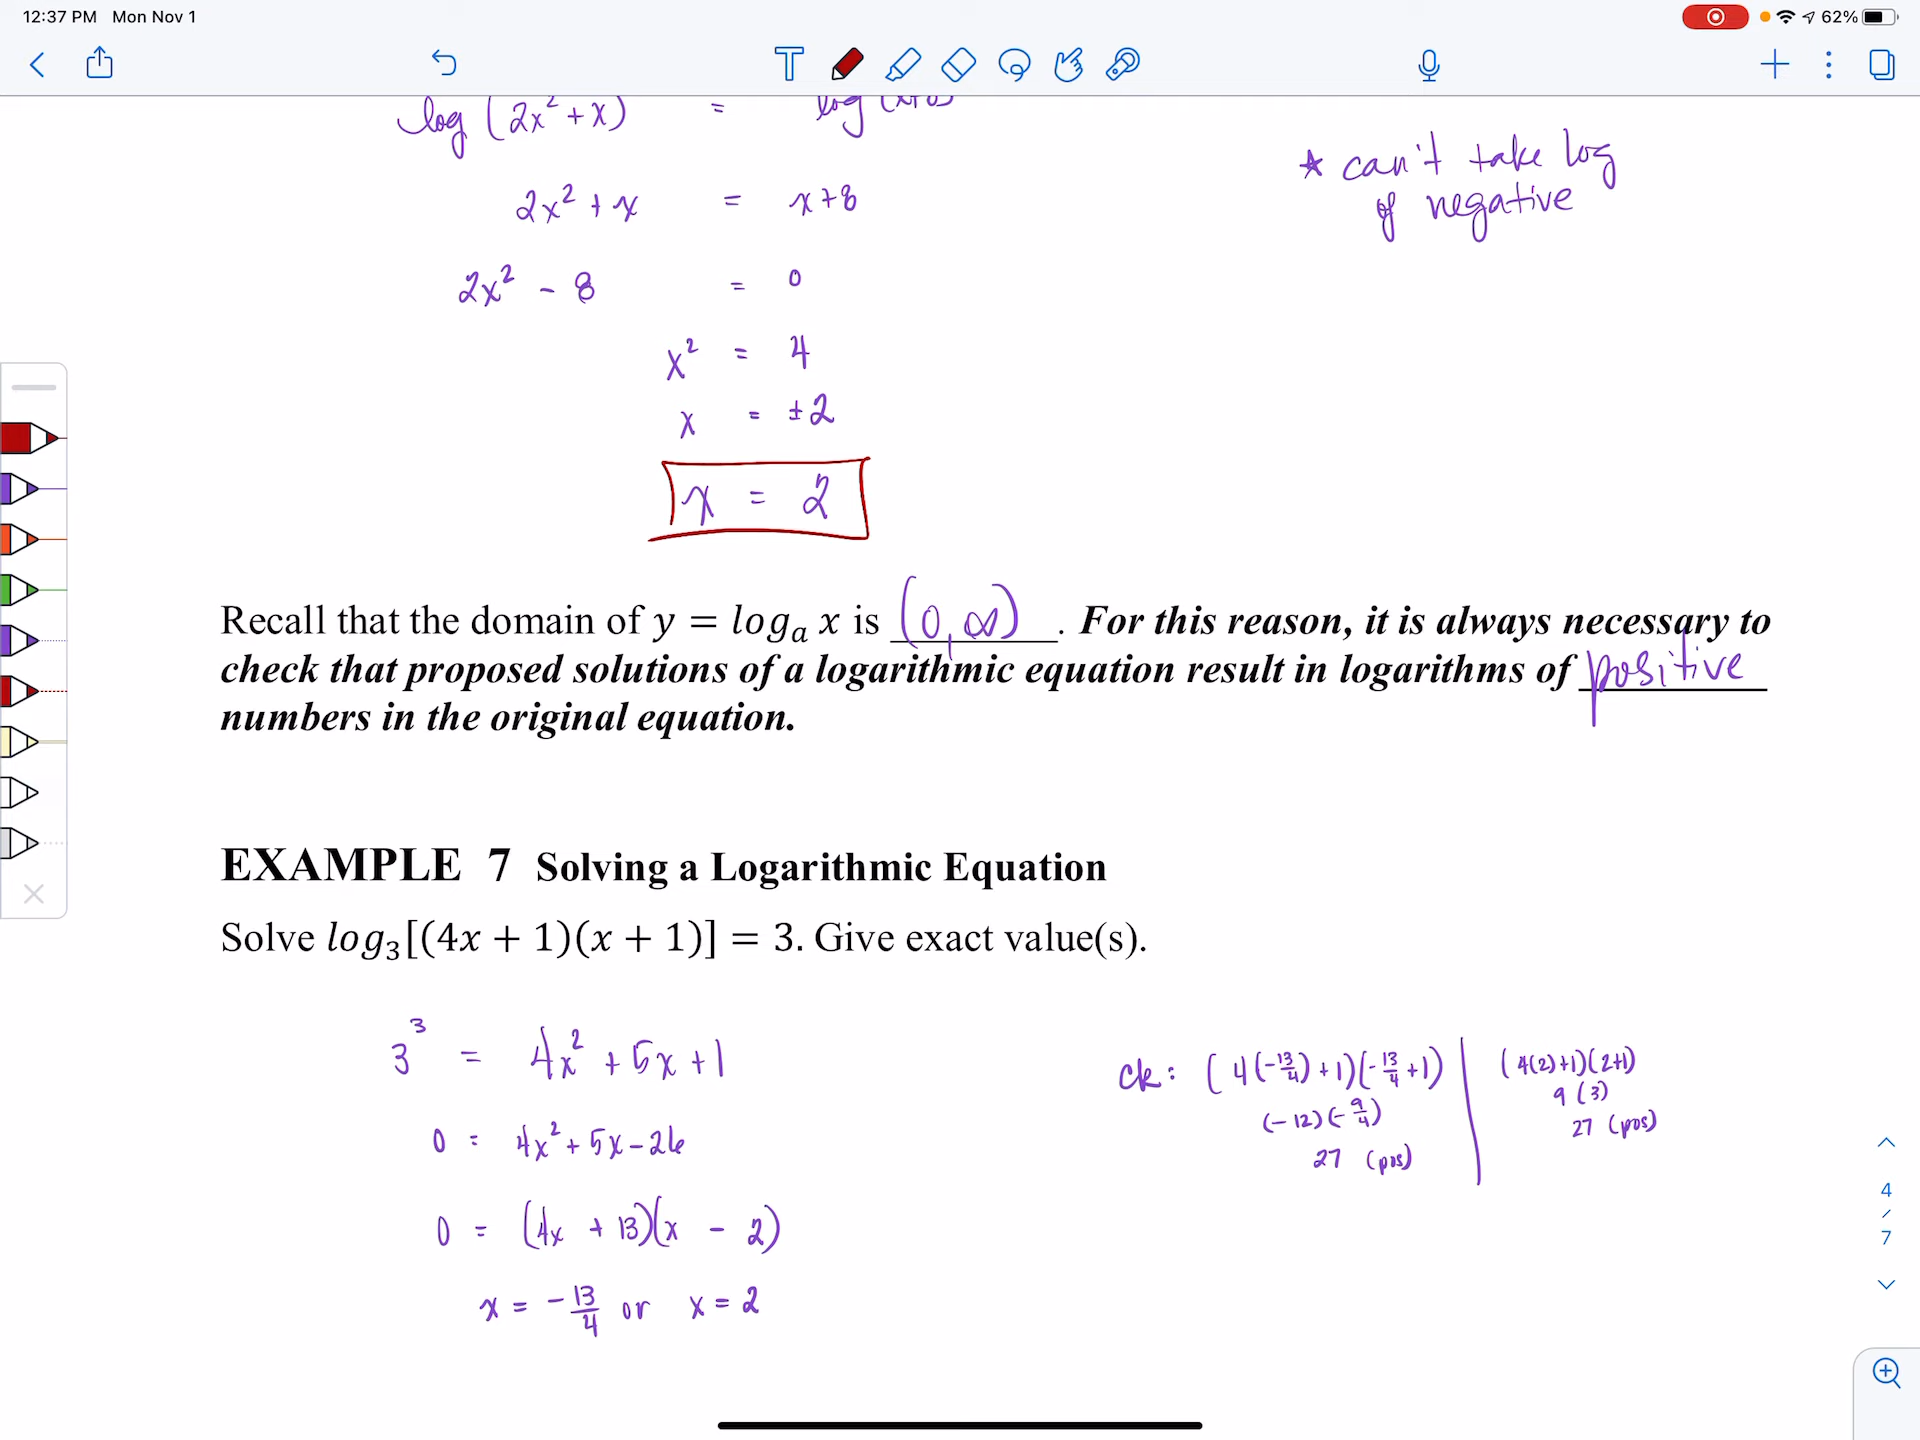 12:37 PM Mon Nov 1
62%
log (2x² + x) = log (x+8)
★ can't take log
of negative
2x² + x = x+8
2x² - 8 = 0
x² = 4
x = ±2
x = 2
Recall that the domain of y = logₐ x is (0, ∞). For this reason, it is always necessary to
check that proposed solutions of a logarithmic equation result in logarithms of positive
numbers in the original equation.
EXAMPLE 7 Solving a Logarithmic Equation
Solve log₃[(4x + 1)(x + 1)] = 3. Give exact value(s).
3³ = 4x² + 5x + 1
0 = 4x² + 5x - 26
0 = (4x + 13)(x - 2)
x = -13/4 or x = 2
ck: (4(-13/4) + 1)(-13/4 + 1)
(-12)(-9/4)
27 (pos)
(4(2)+1)(2+1)
9 (3)
27 (pos)
4
/
7